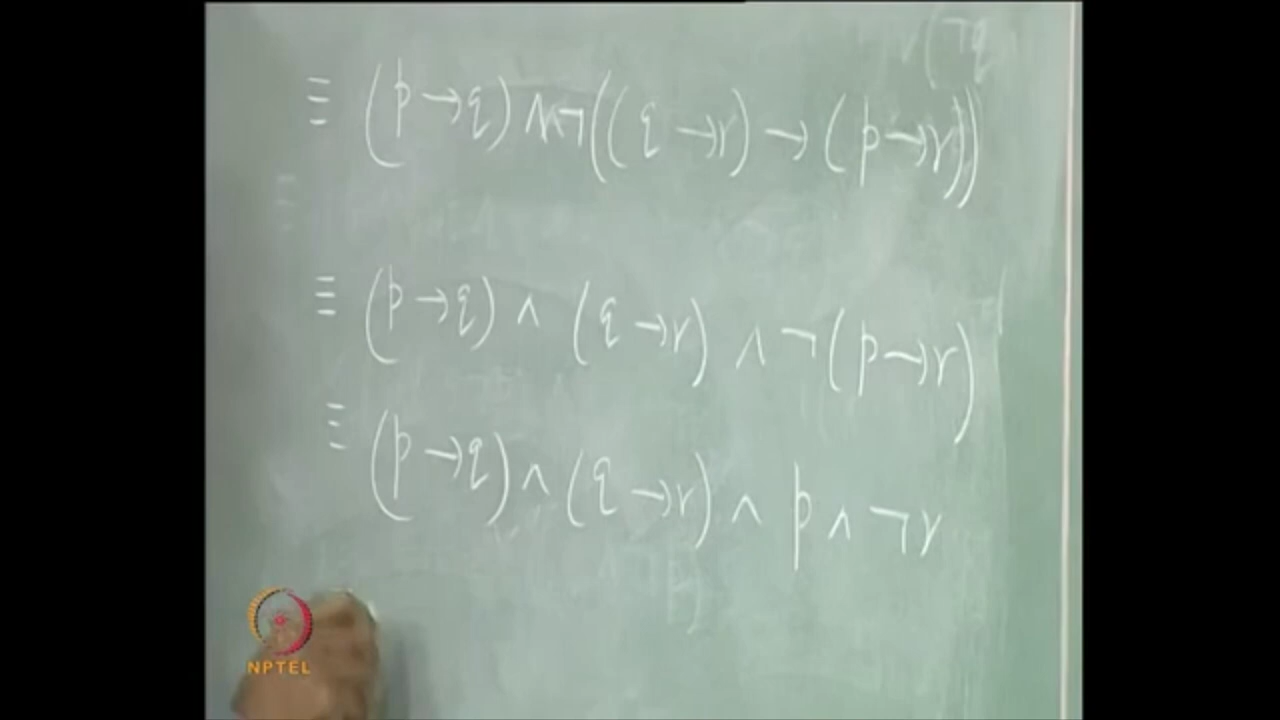 ≡ (p → q) ∧ ¬((q → r) → (p → r))
≡ (p → q) ∧ (q → r) ∧ ¬(p → r)
≡ (p → q) ∧ (q → r) ∧ p ∧ ¬r
NPTEL